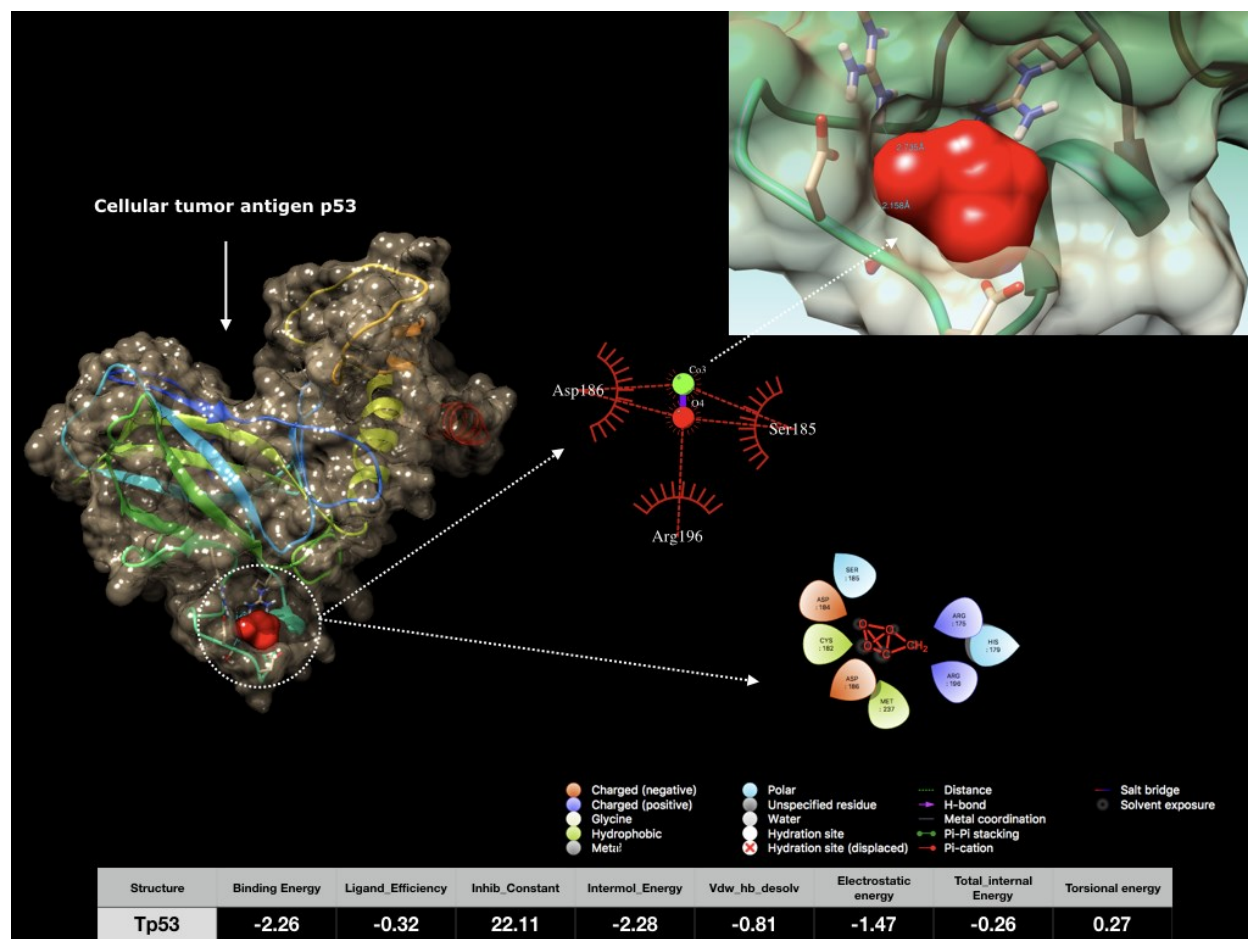 Cellular tumor antigen p53
2.735Å
2.158Å
Co3
O4
Asp186
Ser185
Arg196
SER
:185
ASP
:184
CYS
:182
ASP
:186
MET
:237
ARG
:175
HIS
:178
ARG
:196
O
O
C
CH₂
Charged (negative)
Charged (positive)
Glycine
Hydrophobic
Metal
Polar
Unspecified residue
Water
Hydration site
Hydration site (displaced)
Distance
H-bond
Metal coordination
Pi-Pi stacking
Pi-cation
Salt bridge
Solvent exposure
Structure Binding Energy Ligand_Efficiency Inhib_Constant Intermol_Energy Vdw_hb_desolv Electrostatic energy Total_internal Energy Torsional energy
Tp53 -2.26 -0.32 22.11 -2.28 -0.81 -1.47 -0.26 0.27